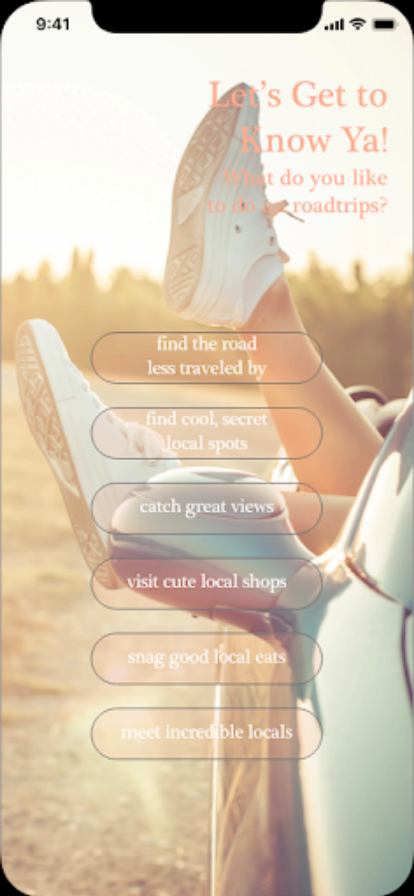 9:41
Let's Get to
Know Ya!
What do you like
to do on roadtrips?
find the road
less traveled by
find cool, secret
local spots
catch great views
visit cute local shops
snag good local eats
meet incredible locals